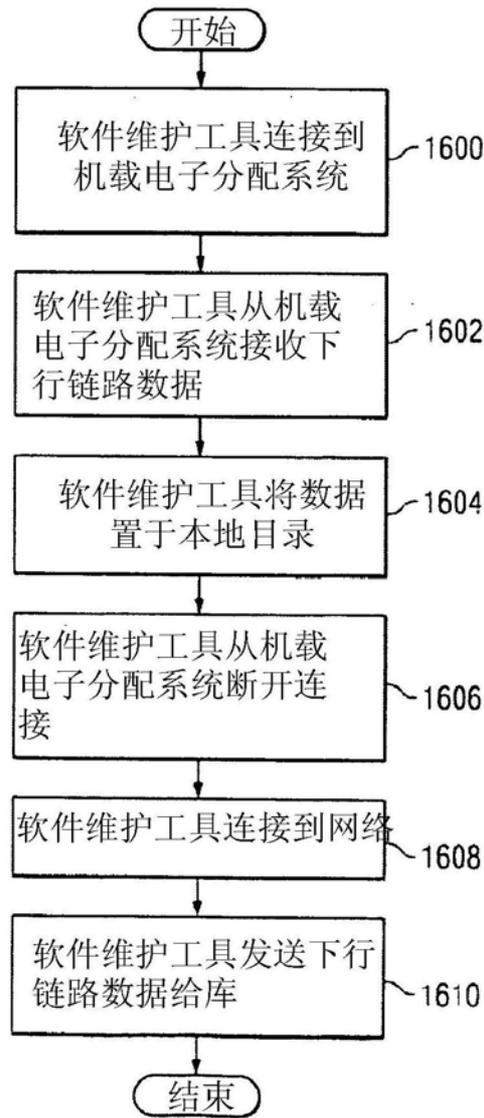 开始
软件维护工具连接到
机载电子分配系统
1600
软件维护工具从机载
电子分配系统接收下
行链路数据
1602
软件维护工具将数据
置于本地目录
1604
软件维护工具从机载
电子分配系统断开连
接
1606
软件维护工具连接到网络
1608
软件维护工具发送下行
链路数据给库
1610
结束